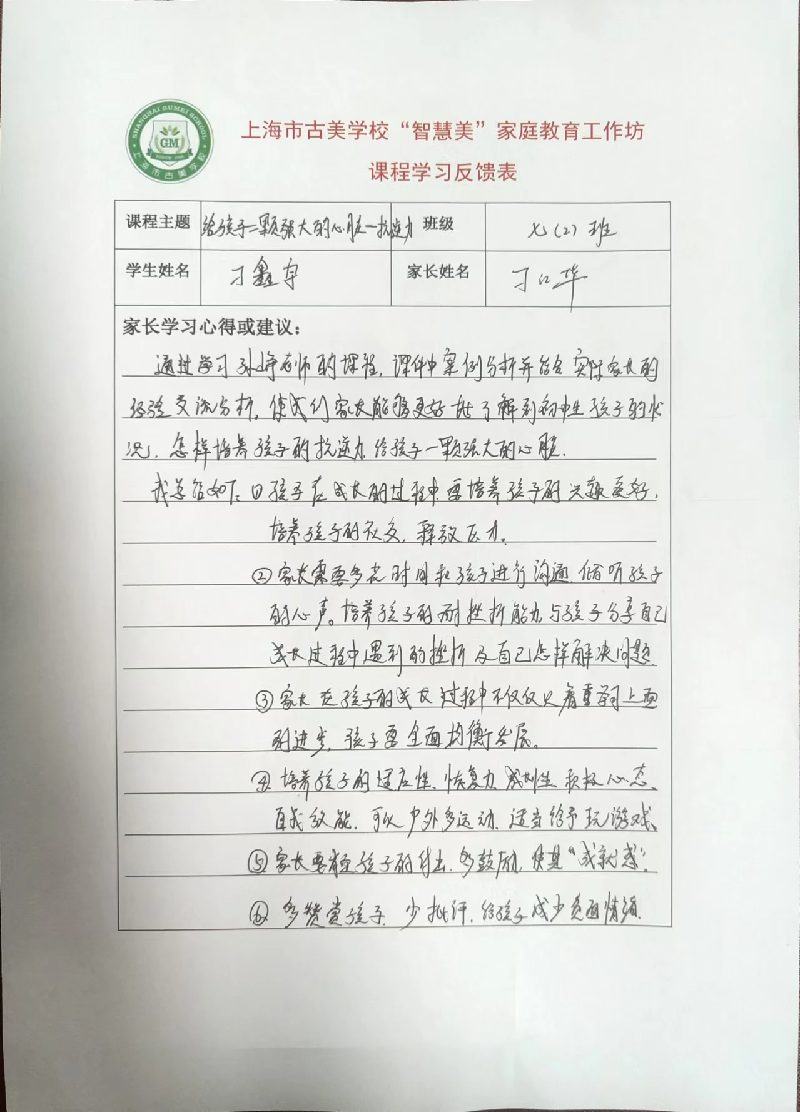 SHANGHAI GUMEI SCHOOL
GM
上海市古美学校
上海市古美学校“智慧美”家庭教育工作坊
课程学习反馈表
课程主题 给孩子一颗强大的心脏一抗逆力 班级 七(2)班
学生姓名 刁鑫宇 家长姓名 丁口华
家长学习心得或建议：
通过学习孙峥老师的课程，课件中案例分析并结合实际家长的
经验交流分析，使我们家长能够更好地了解到初中生孩子的状
况，怎样培养孩子的抗逆力，给孩子一颗强大的心脏.
我总结如下：①孩子在成长的过程中要培养孩子的兴趣爱好，
培养孩子的社交，释放压力。
②家长需要多花时间和孩子进行沟通，倾听孩子
的心声。培养孩子的耐挫折能力，与孩子分享自己
成长过程中遇到的挫折及自己怎样解决问题
③家长在孩子的成长过程中不仅仅只着重学习上面
的进步，孩子要全面均衡发展。
④培养孩子的适应性、恢复力、规则性、积极心态、
自我效能，可以户外多运动，适当给予玩游戏、
⑤家长要看到孩子的付出，多鼓励，使其“成就感”。
⑥多赞赏孩子，少批评，给孩子减少负面情绪.